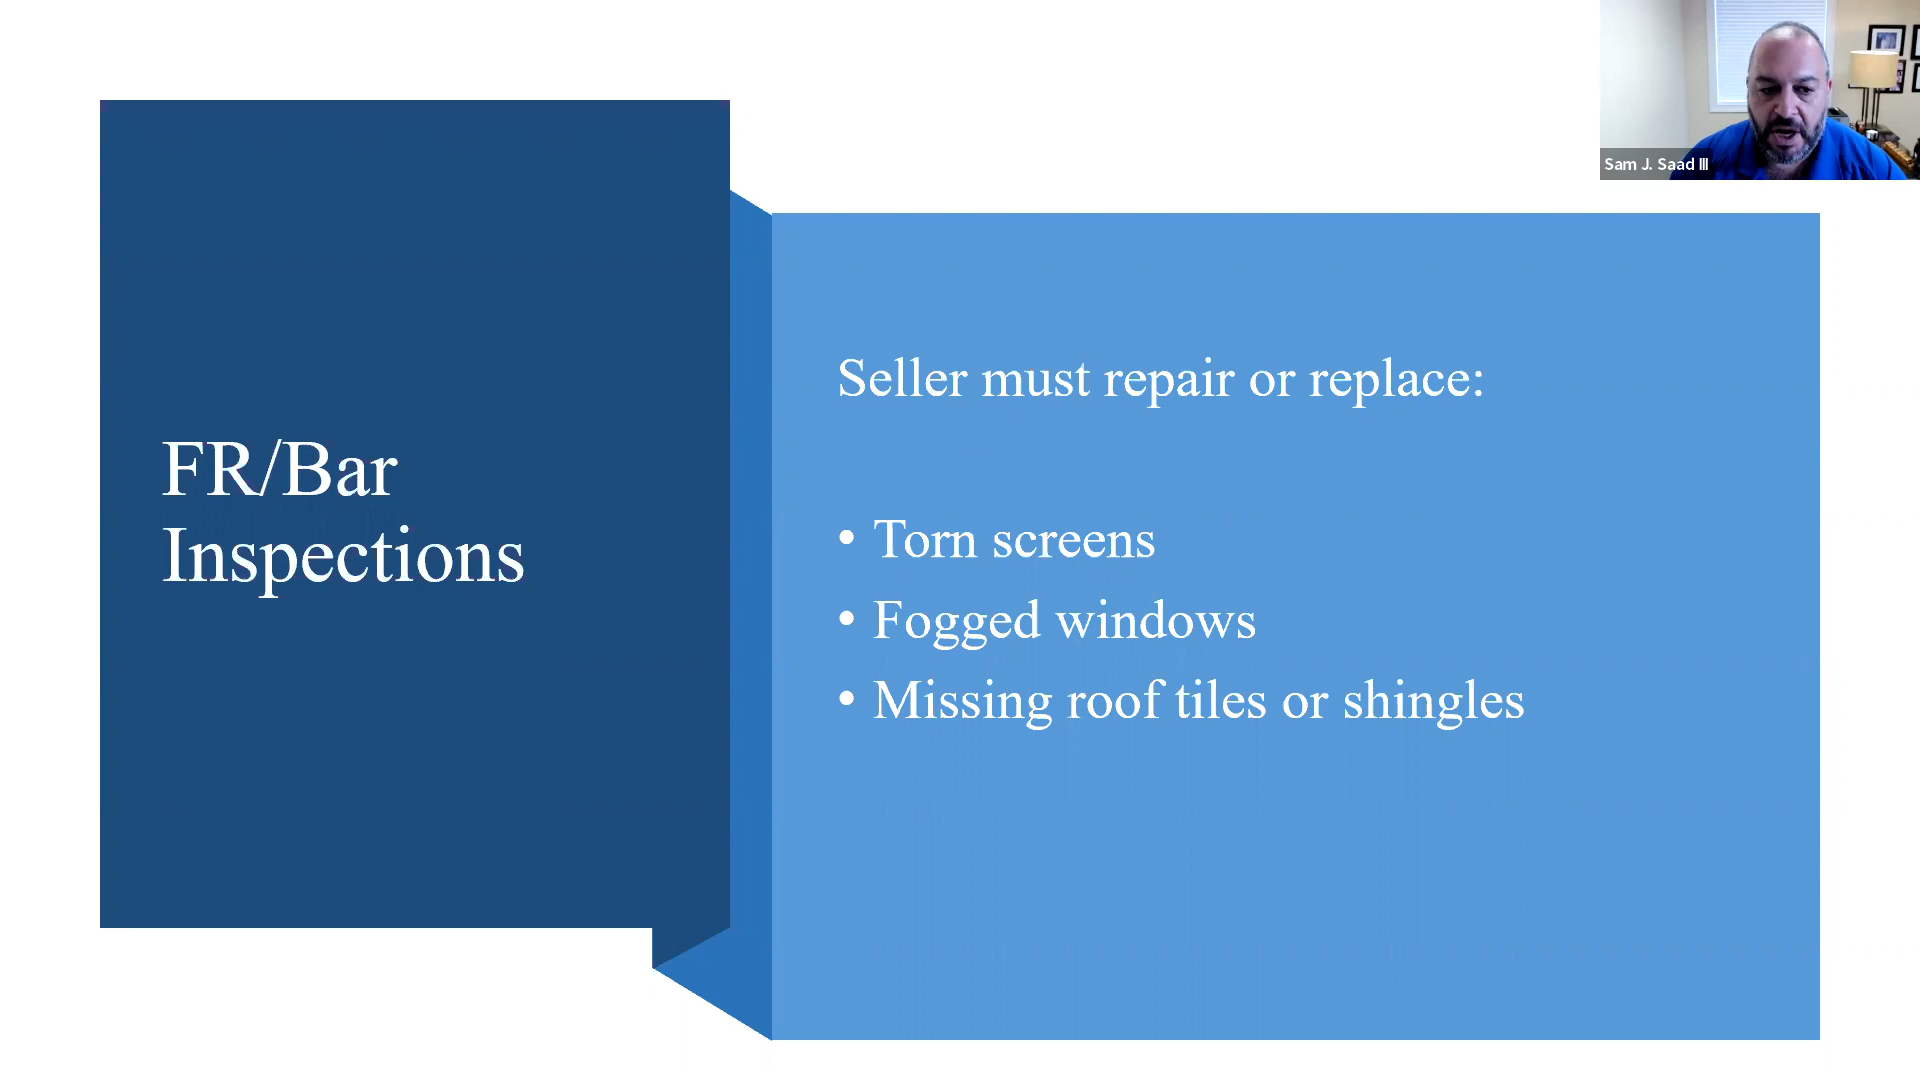 FR/Bar
Inspections
Seller must repair or replace:
• Torn screens
• Fogged windows
• Missing roof tiles or shingles
Sam J. Saad III